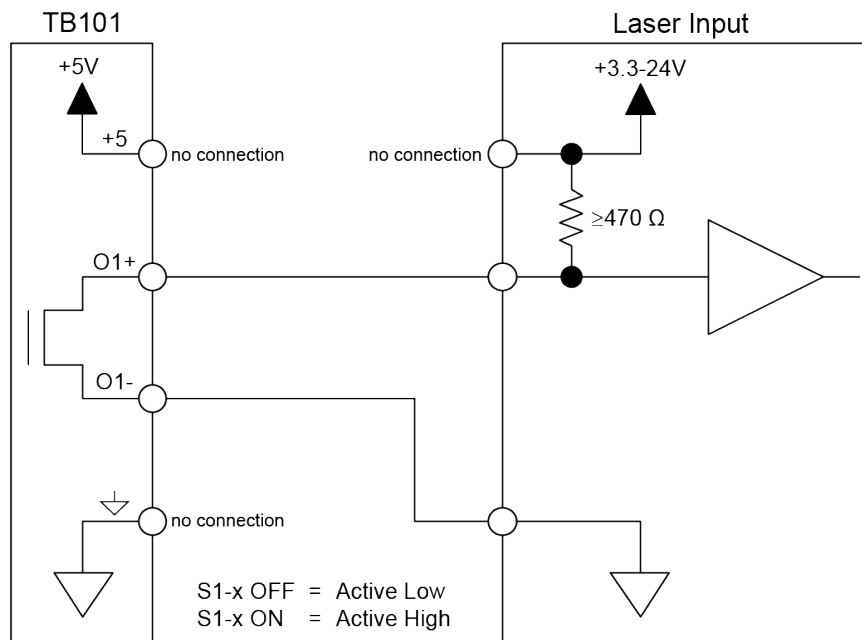 TB101
Laser Input
+5V
+3.3-24V
+5
no connection
no connection
≥470 Ω
O1+
O1-
no connection
S1-x OFF = Active Low
S1-x ON = Active High